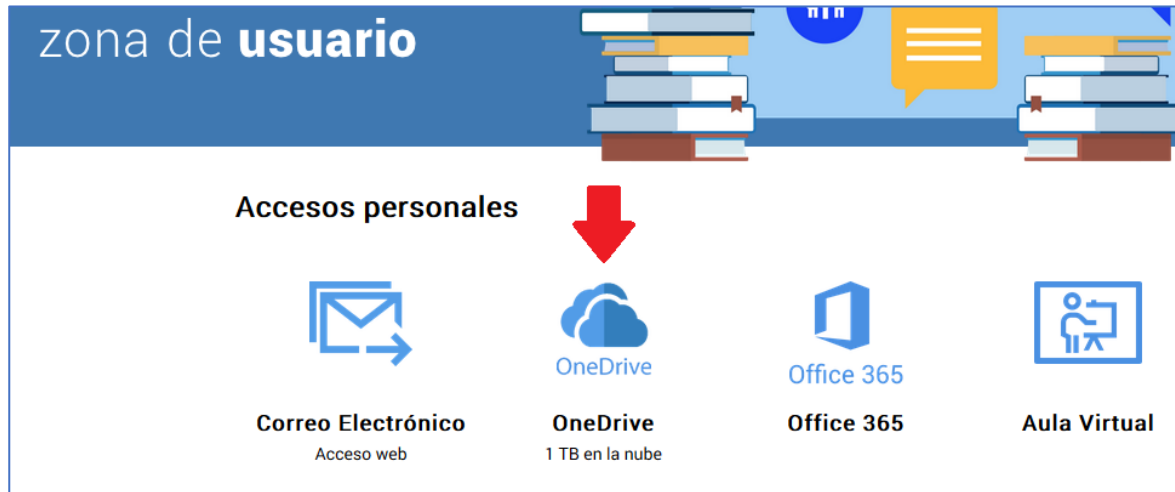 zona de usuario
Accesos personales
OneDrive
Office 365
Correo Electrónico
OneDrive
Office 365
Aula Virtual
Acceso web
1 TB en la nube